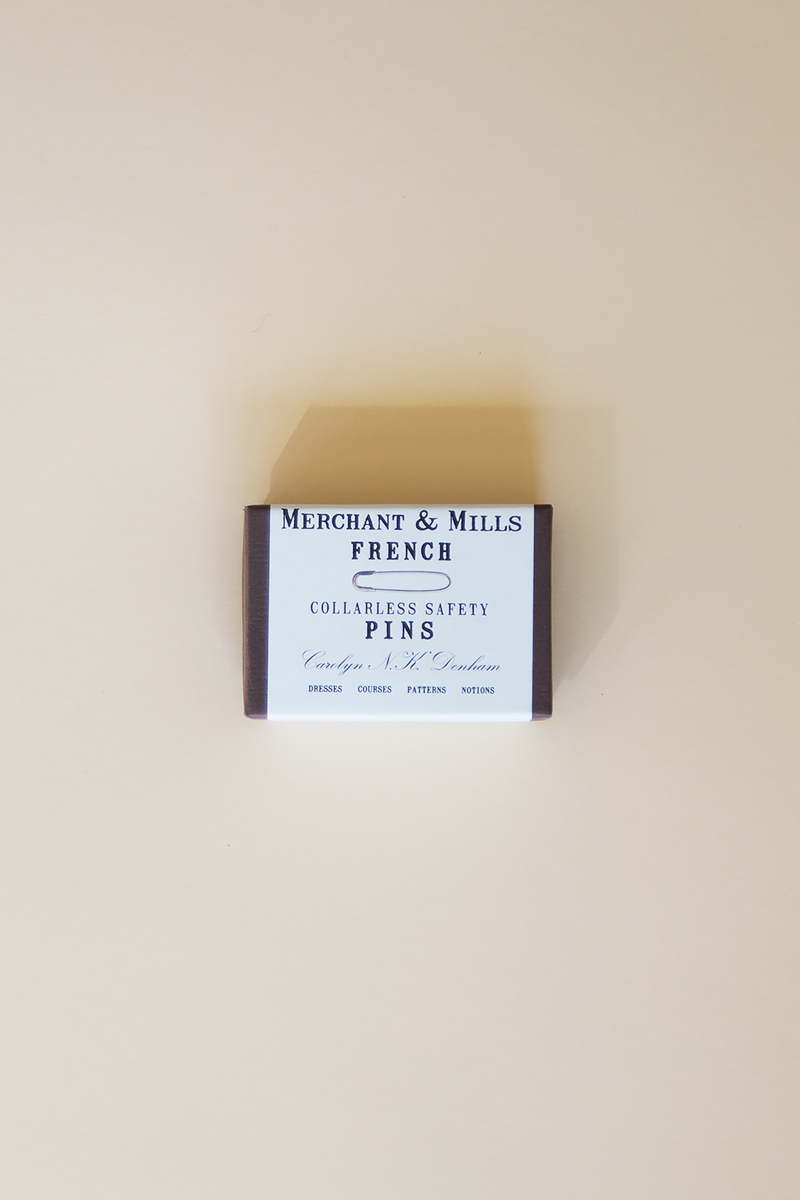 MERCHANT & MILLS
FRENCH
COLLARLESS SAFETY
PINS
Carolyn N.K. Denham
DRESSES COURSES PATTERNS NOTIONS